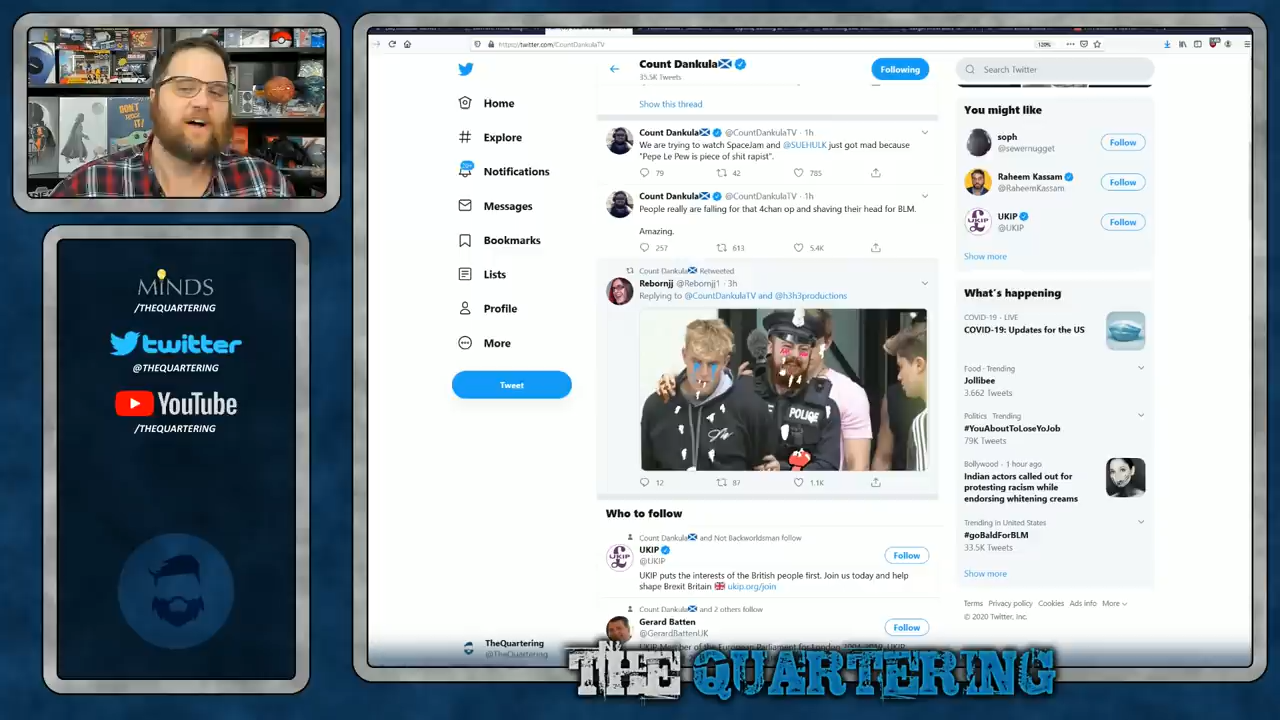 DON'T
MINDS
/THEQUARTERING
twitter
@THEQUARTERING
YouTube
/THEQUARTERING
https://twitter.com/CountDankulaTV
120%
Home
Explore
Notifications
Messages
Bookmarks
Lists
Profile
More
Tweet
TheQuartering
@TheQuartering
Count Dankula🏴󠁧󠁢󠁳󠁣󠁴󠁿
35.5K Tweets
Following
Show this thread
Count Dankula🏴󠁧󠁢󠁳󠁣󠁴󠁿 @CountDankulaTV · 1h
We are trying to watch SpaceJam and @SUEHULK just got mad because
"Pepe Le Pew is piece of shit rapist".
79 42 785
Count Dankula🏴󠁧󠁢󠁳󠁣󠁴󠁿 @CountDankulaTV · 1h
People really are falling for that 4chan op and shaving their head for BLM.
Amazing.
257 613 5.4K
Count Dankula🏴󠁧󠁢󠁳󠁣󠁴󠁿 Retweeted
Rebornjj @Rebornjj1 · 3h
Replying to @CountDankulaTV and @h3h3productions
POLICE
12 87 1.1K
Who to follow
Count Dankula🏴󠁧󠁢󠁳󠁣󠁴󠁿 and Not Backworldsman follow
UKIP
@UKIP
Follow
UKIP puts the interests of the British people first. Join us today and help
shape Brexit Britain 🇬🇧 ukip.org/join
Count Dankula🏴󠁧󠁢󠁳󠁣󠁴󠁿 and 2 others follow
Gerard Batten
@GerardBattenUK
Follow
Search Twitter
You might like
soph
@sewernugget
Follow
Raheem Kassam
@RaheemKassam
Follow
UKIP
@UKIP
Follow
Show more
What's happening
COVID-19 · LIVE
COVID-19: Updates for the US
Food · Trending
Jollibee
3,662 Tweets
Politics · Trending
#YouAboutToLoseYoJob
79K Tweets
Bollywood · 1 hour ago
Indian actors called out for
protesting racism while
endorsing whitening creams
Trending in United States
#goBaldForBLM
33.5K Tweets
Show more
Terms Privacy policy Cookies Ads info More
© 2020 Twitter, Inc.
THE QUARTERING